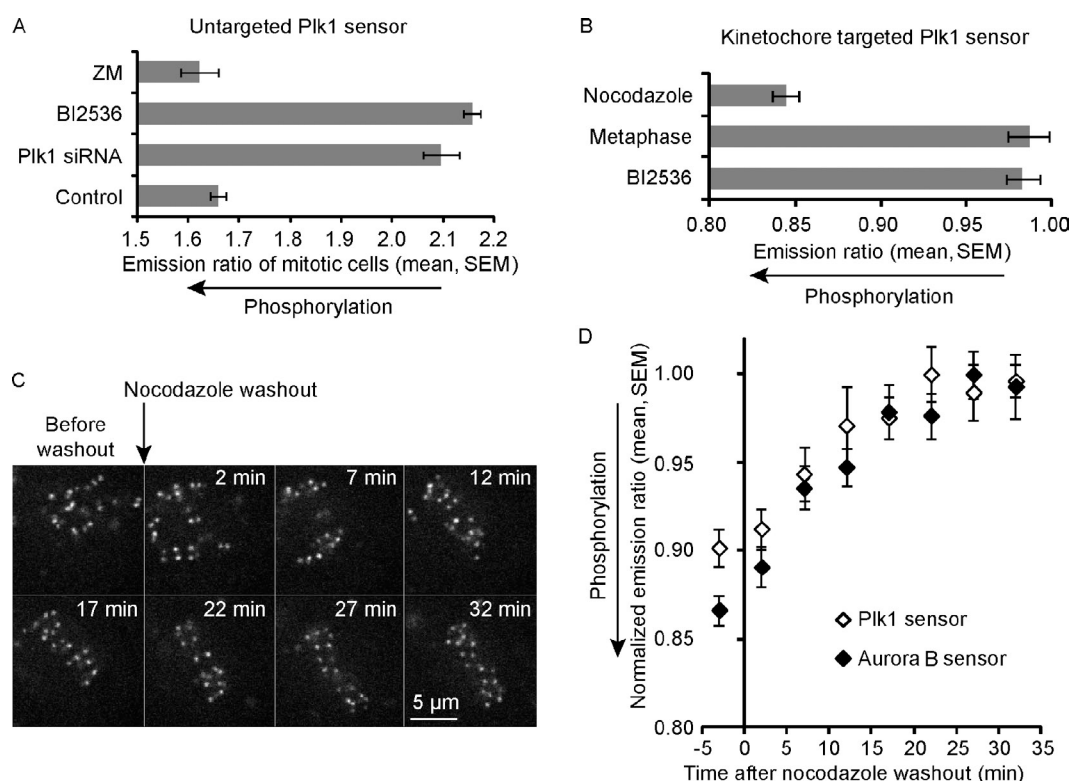 A
Untargeted Plk1 sensor
ZM
BI2536
Plk1 siRNA
Control
1.5 1.6 1.7 1.8 1.9 2.0 2.1 2.2
Emission ratio of mitotic cells (mean, SEM)
Phosphorylation
B
Kinetochore targeted Plk1 sensor
Nocodazole
Metaphase
BI2536
0.80 0.85 0.90 0.95 1.00
Emission ratio (mean, SEM)
Phosphorylation
C
Nocodazole washout
Before
washout
2 min 7 min 12 min
17 min 22 min 27 min 32 min
5 µm
D
Phosphorylation
Normalized emission ratio (mean, SEM)
1.00
0.95
0.90
0.85
0.80
Plk1 sensor
Aurora B sensor
-5 0 5 10 15 20 25 30 35
Time after nocodazole washout (min)